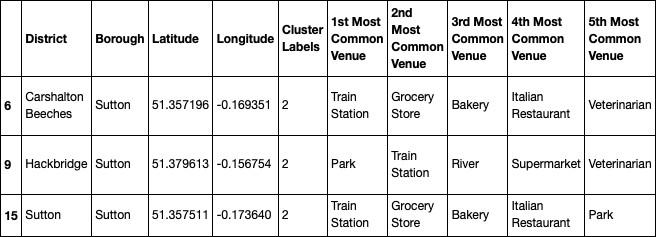 District Borough Latitude Longitude Cluster Labels 1st Most Common Venue 2nd Most Common Venue 3rd Most Common Venue 4th Most Common Venue 5th Most Common Venue
6 Carshalton Beeches Sutton 51.357196 -0.169351 2 Train Station Grocery Store Bakery Italian Restaurant Veterinarian
9 Hackbridge Sutton 51.379613 -0.156754 2 Park Train Station River Supermarket Veterinarian
15 Sutton Sutton 51.357511 -0.173640 2 Train Station Grocery Store Bakery Italian Restaurant Park